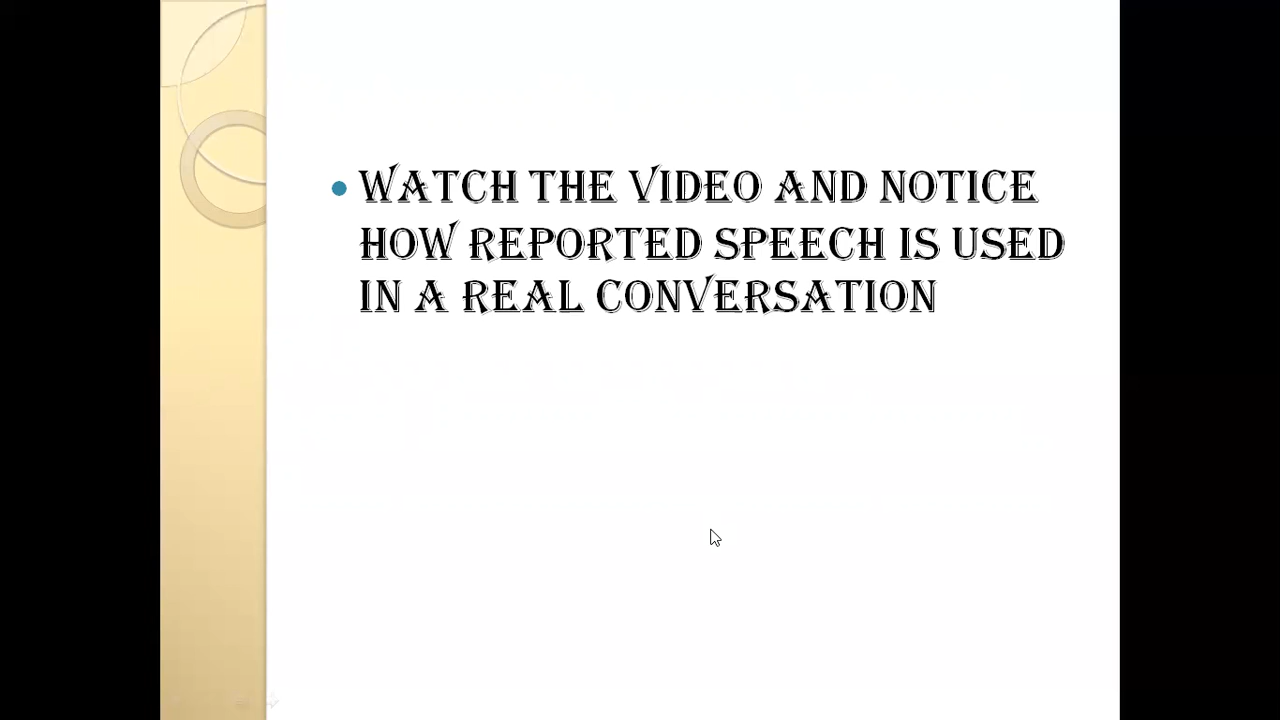 WATCH THE VIDEO AND NOTICE
HOW REPORTED SPEECH IS USED
IN A REAL CONVERSATION